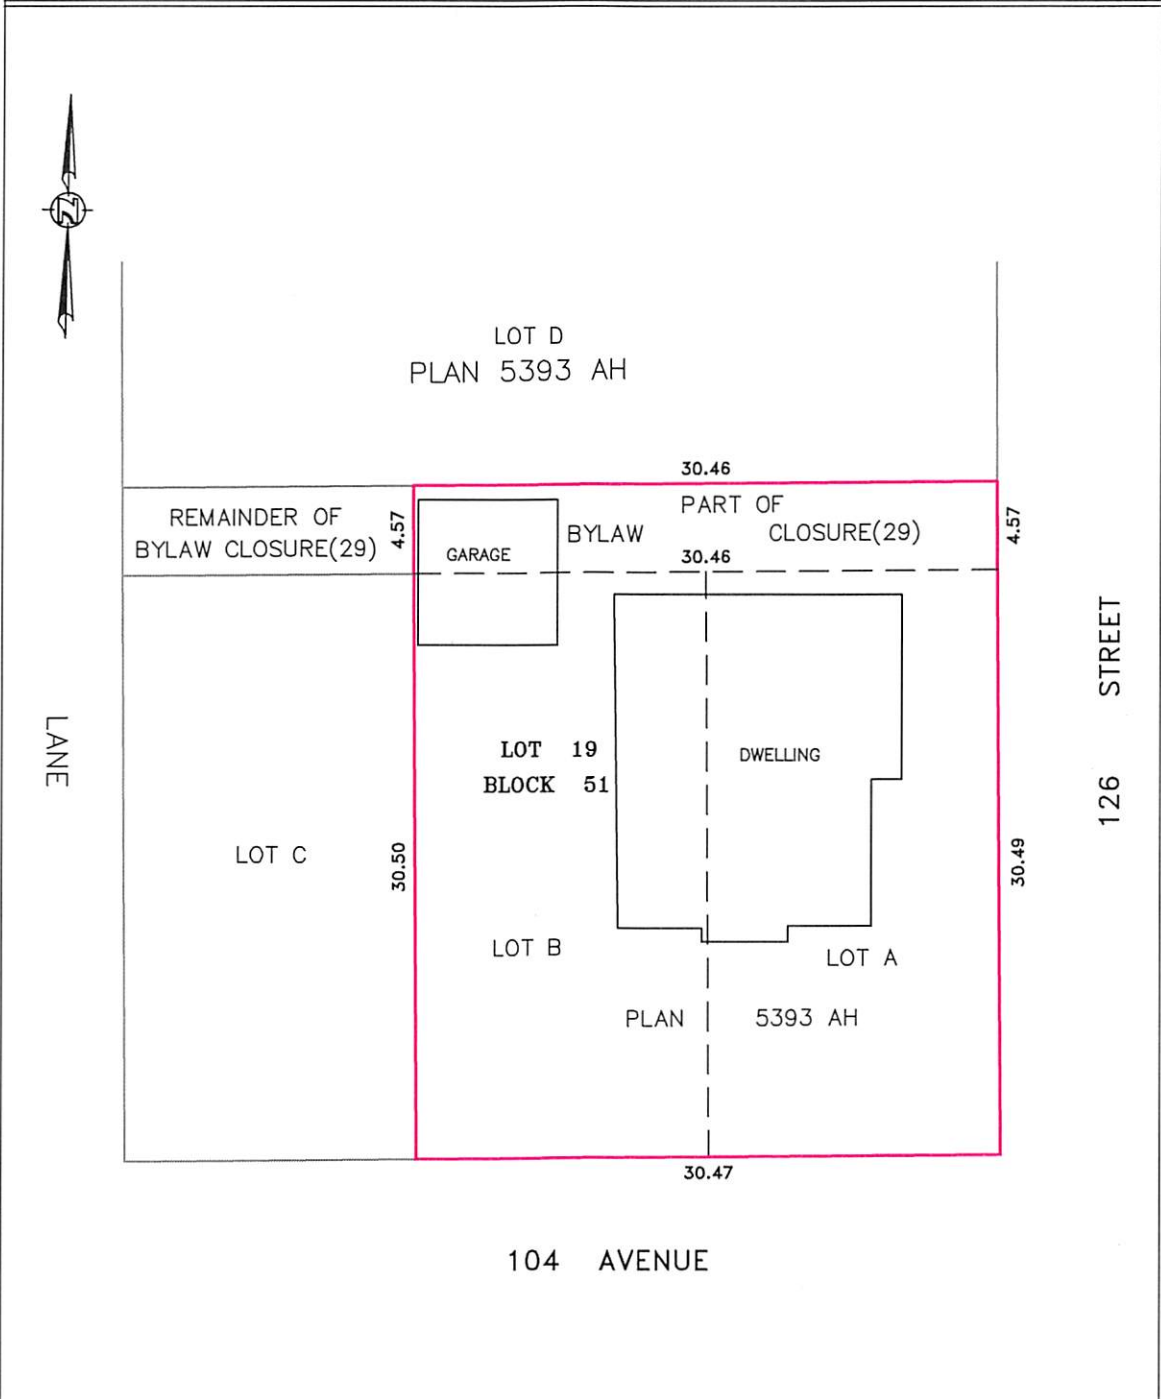 N
LOT D
PLAN 5393 AH
30.46
REMAINDER OF
BYLAW CLOSURE(29)
4.57
GARAGE
BYLAW
PART OF
CLOSURE(29)
30.46
4.57
126 STREET
LANE
LOT 19
BLOCK 51
DWELLING
LOT C
30.50
30.49
LOT B
LOT A
PLAN 5393 AH
30.47
104 AVENUE